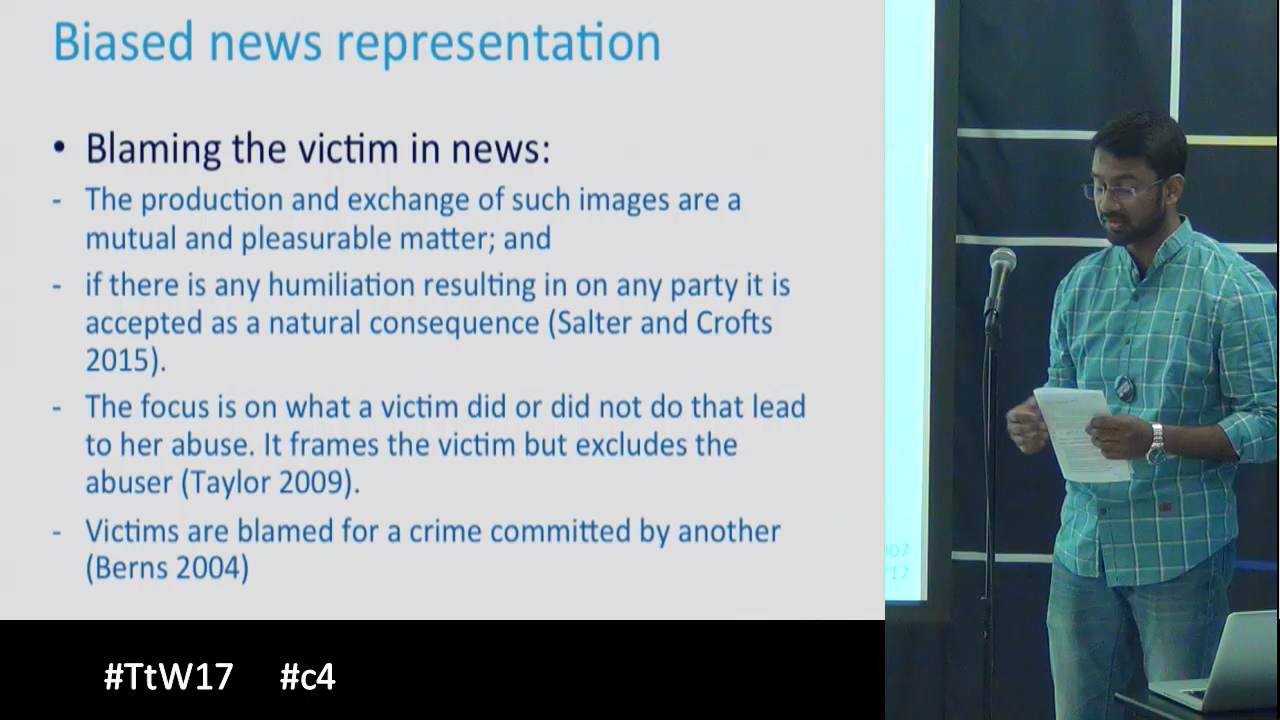 Biased news representation
• Blaming the victim in news:
- The production and exchange of such images are a
mutual and pleasurable matter; and
- if there is any humiliation resulting in on any party it is
accepted as a natural consequence (Salter and Crofts
2015).
- The focus is on what a victim did or did not do that lead
to her abuse. It frames the victim but excludes the
abuser (Taylor 2009).
- Victims are blamed for a crime committed by another
(Berns 2004)
#TtW17 #c4